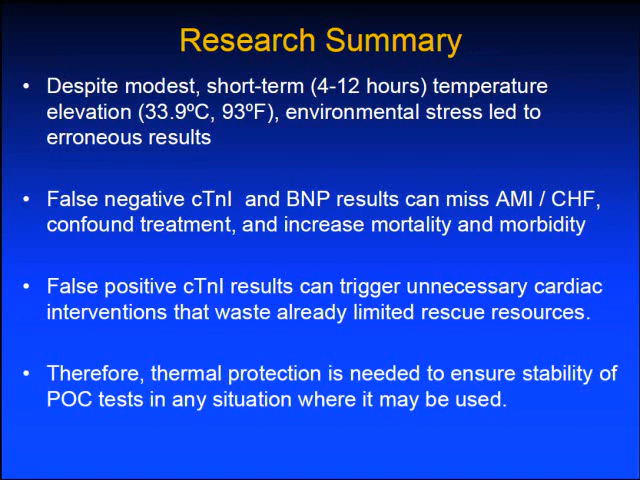 Research Summary
• Despite modest, short-term (4-12 hours) temperature
elevation (33.9ºC, 93ºF), environmental stress led to
erroneous results
• False negative cTnI  and BNP results can miss AMI / CHF,
confound treatment, and increase mortality and morbidity
• False positive cTnI results can trigger unnecessary cardiac
interventions that waste already limited rescue resources.
• Therefore, thermal protection is needed to ensure stability of
POC tests in any situation where it may be used.